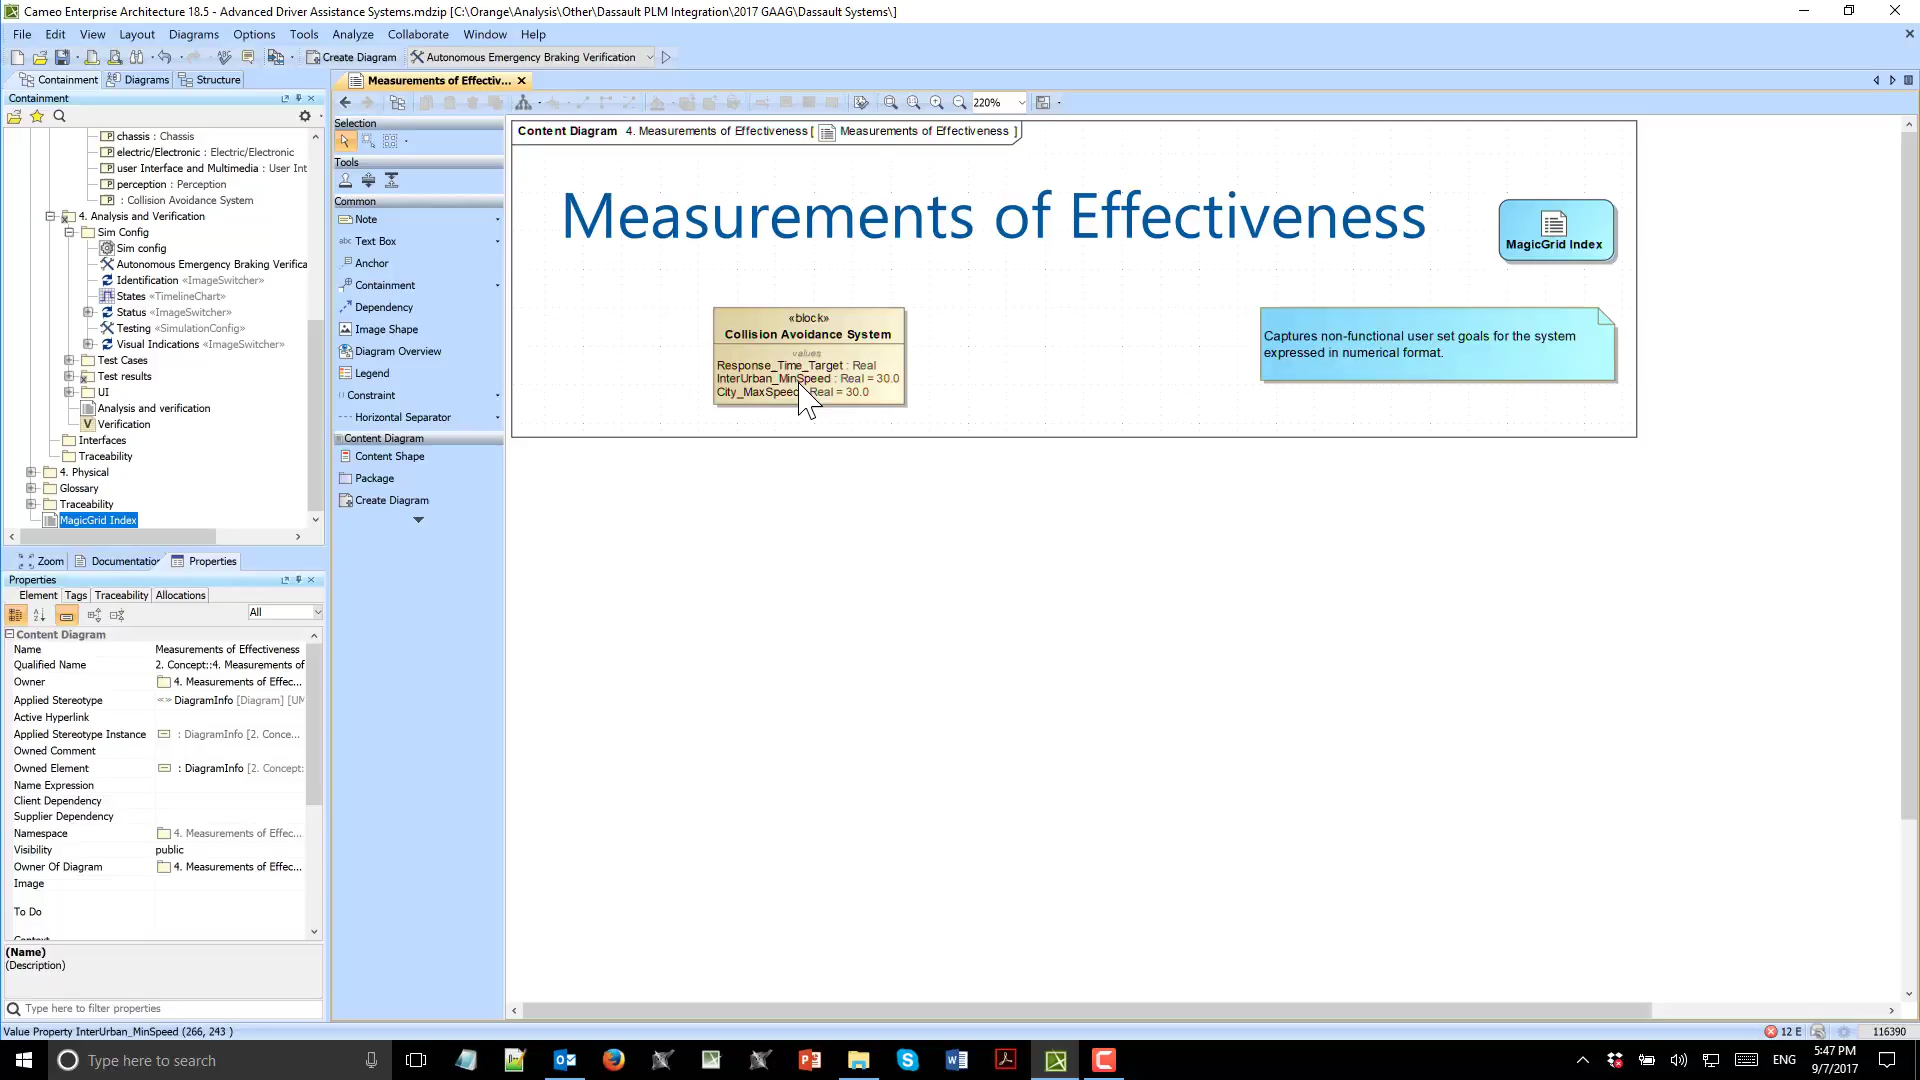 Cameo Enterprise Architecture 18.5 - Advanced Driver Assistance Systems.mdzip [C:\Orange\Analysis\Other\Dassault PLM Integration\2017 GAAG\Dassault Systems\]
File Edit View Layout Diagrams Options Tools Analyze Collaborate Window Help
Create Diagram Autonomous Emergency Braking Verification
Containment Diagrams Structure
Measurements of Effectiv...
Containment
220%
chassis : Chassis
electric/Electronic : Electric/Electronic
user Interface and Multimedia : User Int
perception : Perception
: Collision Avoidance System
4. Analysis and Verification
Sim Config
Sim config
Autonomous Emergency Braking Verifica
Identification «ImageSwitcher»
States «TimelineChart»
Status «ImageSwitcher»
Testing «SimulationConfig»
Visual Indications «ImageSwitcher»
Test Cases
Test results
UI
Analysis and verification
Verification
Interfaces
Traceability
4. Physical
Glossary
Traceability
MagicGrid Index
Zoom Documentation Properties
Properties
Element Tags Traceability Allocations
All
Content Diagram
Name Measurements of Effectiveness
Qualified Name 2. Concept::4. Measurements of
Owner 4. Measurements of Effec...
Applied Stereotype «» DiagramInfo [Diagram] [UM
Active Hyperlink
Applied Stereotype Instance : DiagramInfo [2. Conce...
Owned Comment
Owned Element : DiagramInfo [2. Concept:
Name Expression
Client Dependency
Supplier Dependency
Namespace 4. Measurements of Effec...
Visibility public
Owner Of Diagram 4. Measurements of Effec...
Image
To Do
Context
(Name)
(Description)
Type here to filter properties
Selection
Tools
Common
Note
abc Text Box
Anchor
Containment
Dependency
Image Shape
Diagram Overview
Legend
Constraint
Horizontal Separator
Content Diagram
Content Shape
Package
Create Diagram
Content Diagram 4. Measurements of Effectiveness [ Measurements of Effectiveness ]
Measurements of Effectiveness
MagicGrid Index
«block»
Collision Avoidance System
values
Response_Time_Target : Real
InterUrban_MinSpeed : Real = 30.0
City_MaxSpeed Real = 30.0
Captures non-functional user set goals for the system
expressed in numerical format.
Value Property InterUrban_MinSpeed (266, 243 )
12 E
116390
Type here to search
ENG
5:47 PM
9/7/2017